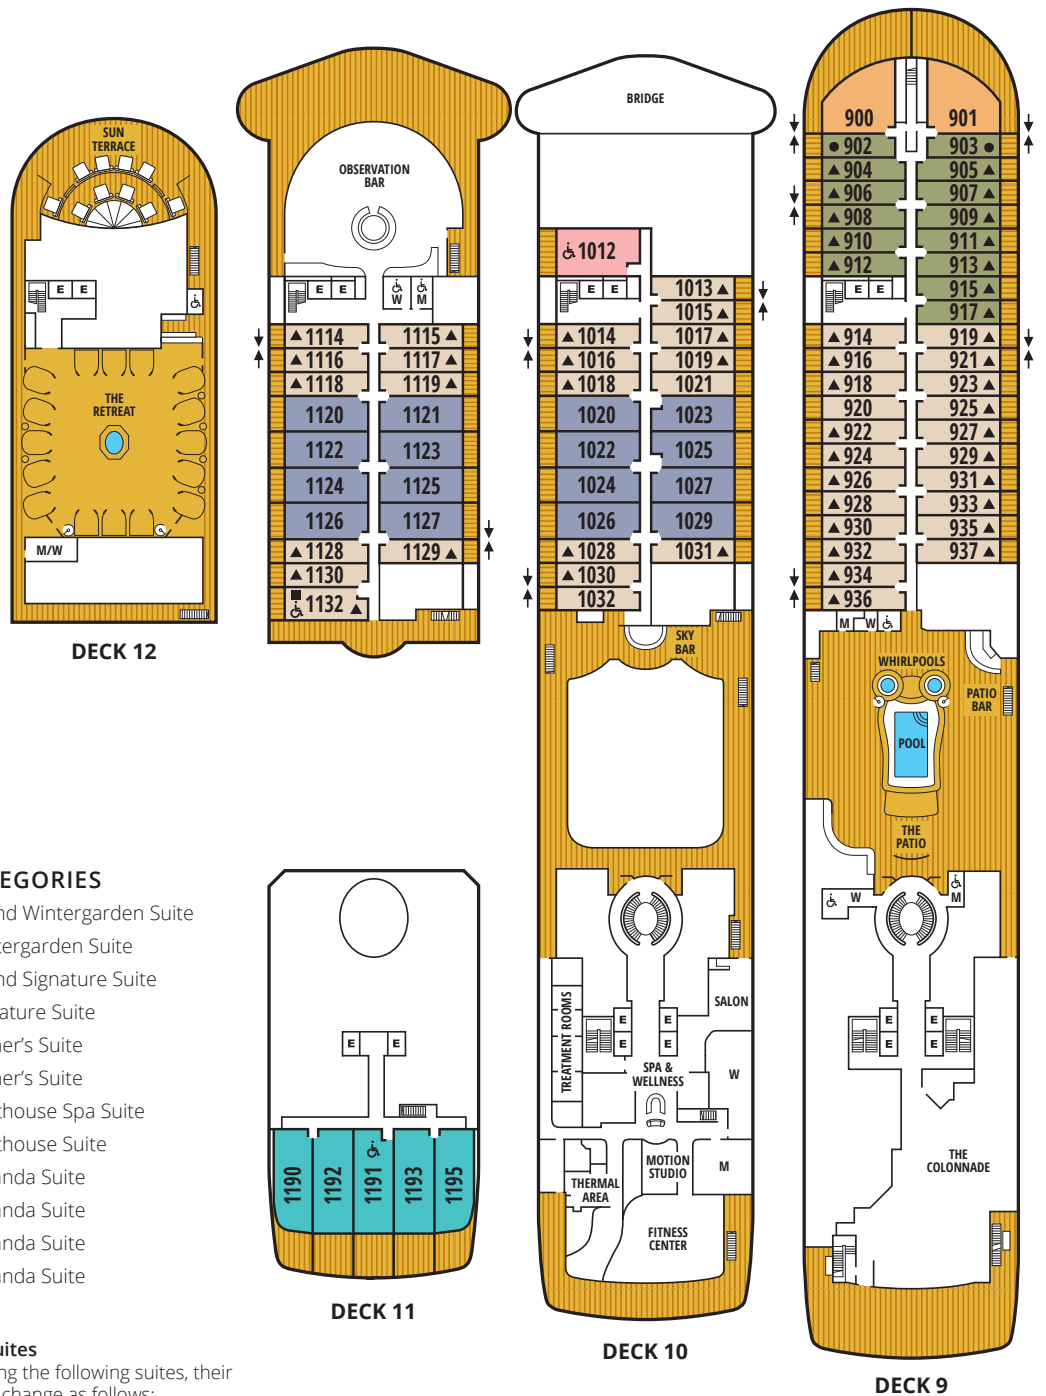 SUN
TERRACE
E E
THE
RETREAT
M/W
DECK 12
OBSERVATION
BAR
E E
W M
1114 1115
1116 1117
1118 1119
1120 1121
1122 1123
1124 1125
1126 1127
1128 1129
1130
1132
E E
1190 1192 1191 1193 1195
DECK 11
BRIDGE
1012
E E
1013
1015
1014 1017
1016 1019
1018 1021
1020 1023
1022 1025
1024 1027
1026 1029
1028 1031
1030
1032
SKY
BAR
SALON
TREATMENT ROOMS
E E
E E
SPA &
WELLNESS
W
MOTION
STUDIO
M
THERMAL
AREA
FITNESS
CENTER
DECK 10
900 901
902 903
904 905
906 907
908 909
910 911
912 913
E E
915
917
914 919
916 921
918 923
920 925
922 927
924 929
926 931
928 933
930 935
932 937
934
936
M W
WHIRLPOOLS
PATIO
BAR
POOL
THE
PATIO
W M
E E
E E
THE
COLONNADE
DECK 9
EGORIES
nd Wintergarden Suite
tergarden Suite
nd Signature Suite
ature Suite
er's Suite
er's Suite
thouse Spa Suite
thouse Suite
anda Suite
anda Suite
anda Suite
anda Suite
uites
ng the following suites, their
change as follows: